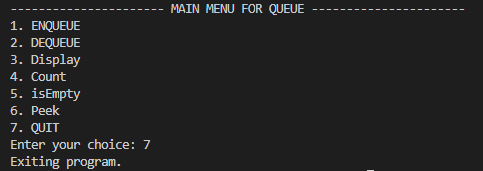 ---------------------- MAIN MENU FOR QUEUE ----------------------
1. ENQUEUE
2. DEQUEUE
3. Display
4. Count
5. isEmpty
6. Peek
7. QUIT
Enter your choice: 7
Exiting program.